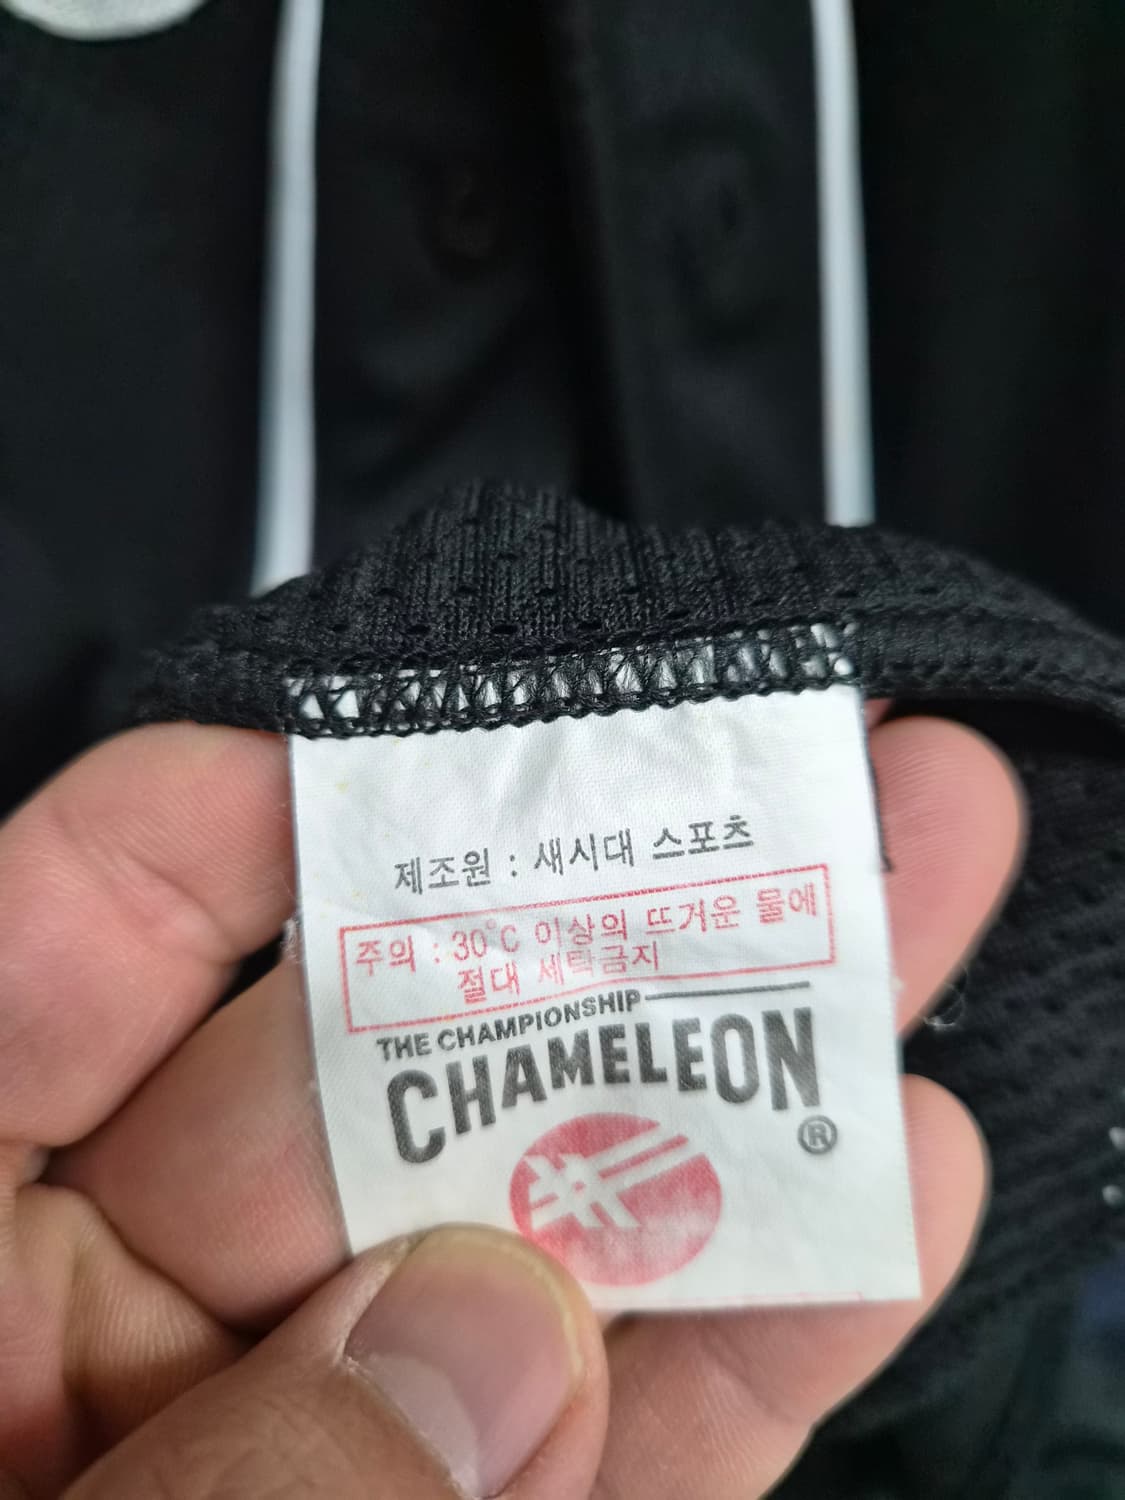 제조원 : 새시대 스포츠
주의 : 30°C 이상의 뜨거운 물에
절대 세탁금지
THE CHAMPIONSHIP
CHAMELEON
®